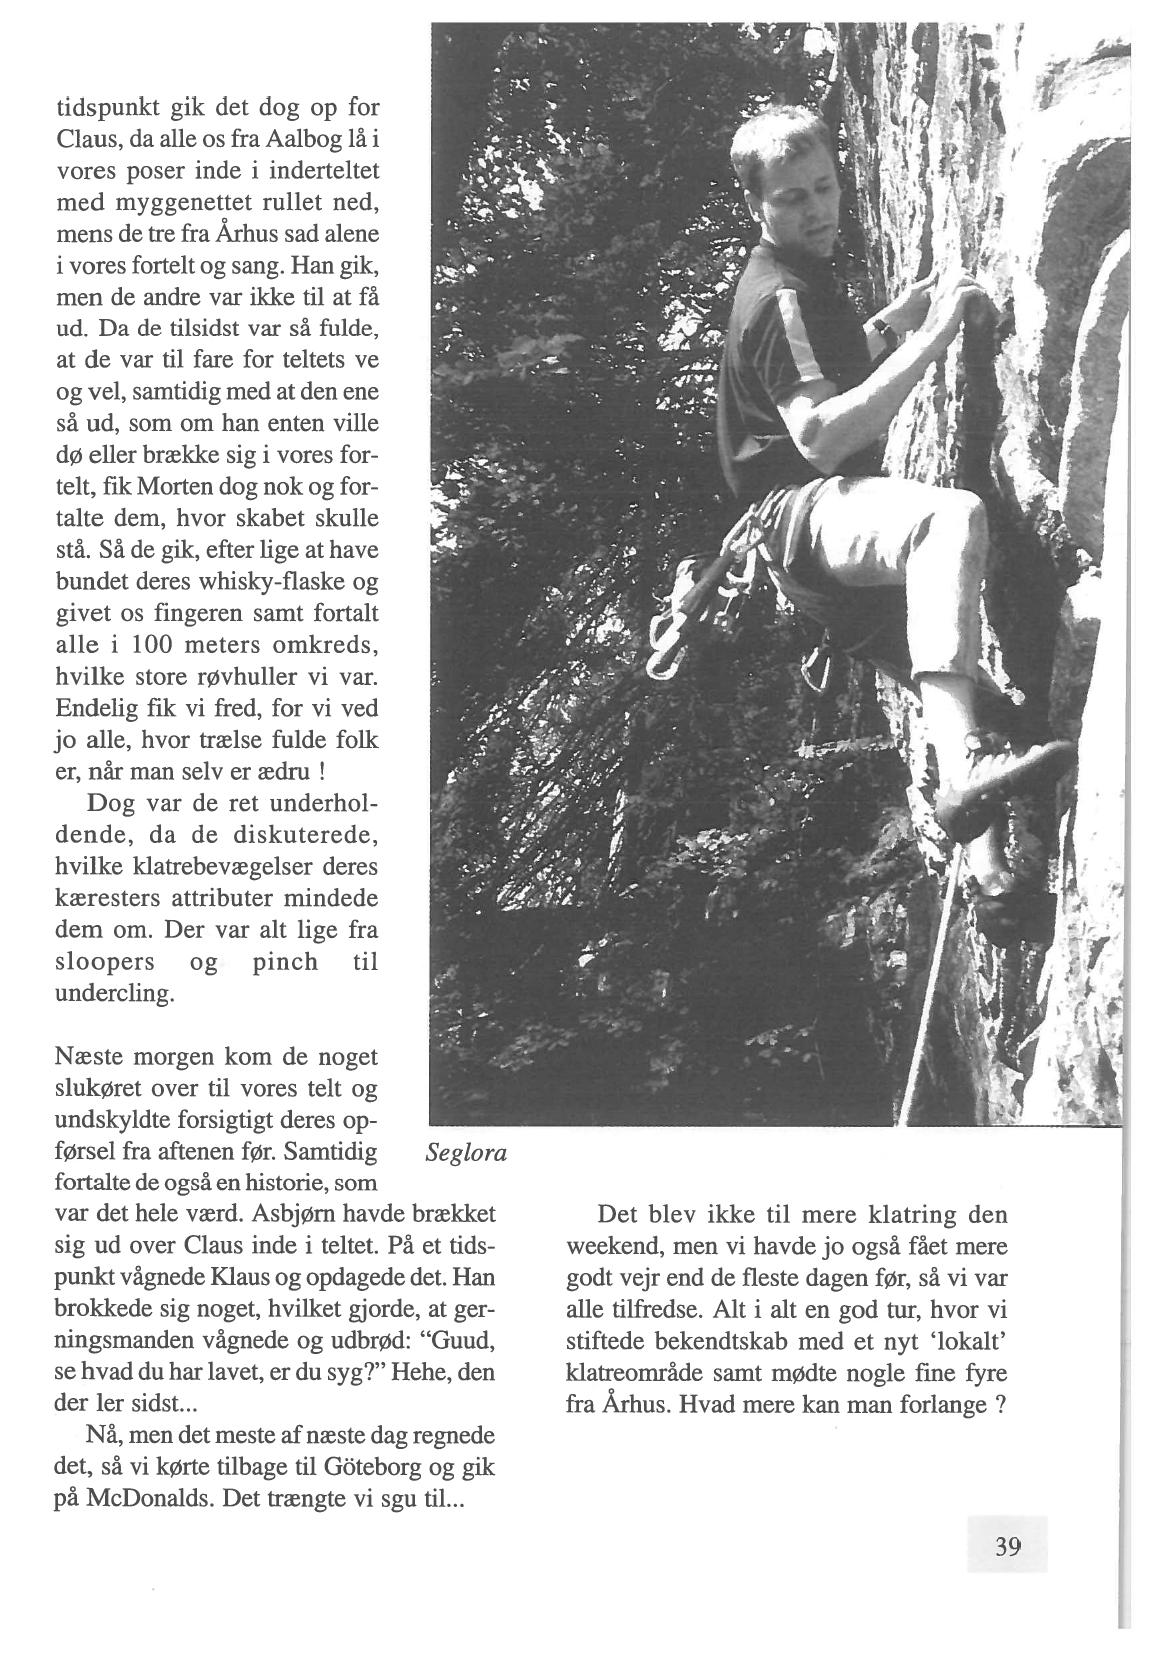 tidspunkt gik det dog op for
Claus, da alle os fra Aalbog lå i
vores poser inde i inderteltet
med myggenettet rullet ned,
mens de tre fra Århus sad alene
i vores fortelt og sang. Han gik,
men de andre var ikke til at få
ud. Da de tilsidst var så fulde,
at de var til fare for teltets ve
og vel, samtidig med at den ene
så ud, som om han enten ville
dø eller brække sig i vores for-
telt, fik Morten dog nok og for-
talte dem, hvor skabet skulle
stå. Så de gik, efter lige at have
bundet deres whisky-flaske og
givet os fingeren samt fortalt
alle i 100 meters omkreds,
hvilke store røvhuller vi var.
Endelig fik vi fred, for vi ved
jo alle, hvor trælse fulde folk
er, når man selv er ædru !
Dog var de ret underhol-
dende, da de diskuterede,
hvilke klatrebevægelser deres
kæresters attributer mindede
dem om. Der var alt lige fra
sloopers og pinch til
undercling.
Næste morgen kom de noget
slukøret over til vores telt og
undskyldte forsigtigt deres op-
førsel fra aftenen før. Samtidig
fortalte de også en historie, som
var det hele værd. Asbjørn havde brækket
sig ud over Claus inde i teltet. På et tids-
punkt vågnede Klaus og opdagede det. Han
brokkede sig noget, hvilket gjorde, at ger-
ningsmanden vågnede og udbrød: “Guud,
se hvad du har lavet, er du syg?” Hehe, den
der ler sidst...
Nå, men det meste af næste dag regnede
det, så vi kørte tilbage til Göteborg og gik
på McDonalds. Det trængte vi sgu til...
Seglora
Det blev ikke til mere klatring den
weekend, men vi havde jo også fået mere
godt vejr end de fleste dagen før, så vi var
alle tilfredse. Alt i alt en god tur, hvor vi
stiftede bekendtskab med et nyt ‘lokalt’
klatreområde samt mødte nogle fine fyre
fra Århus. Hvad mere kan man forlange ?
39